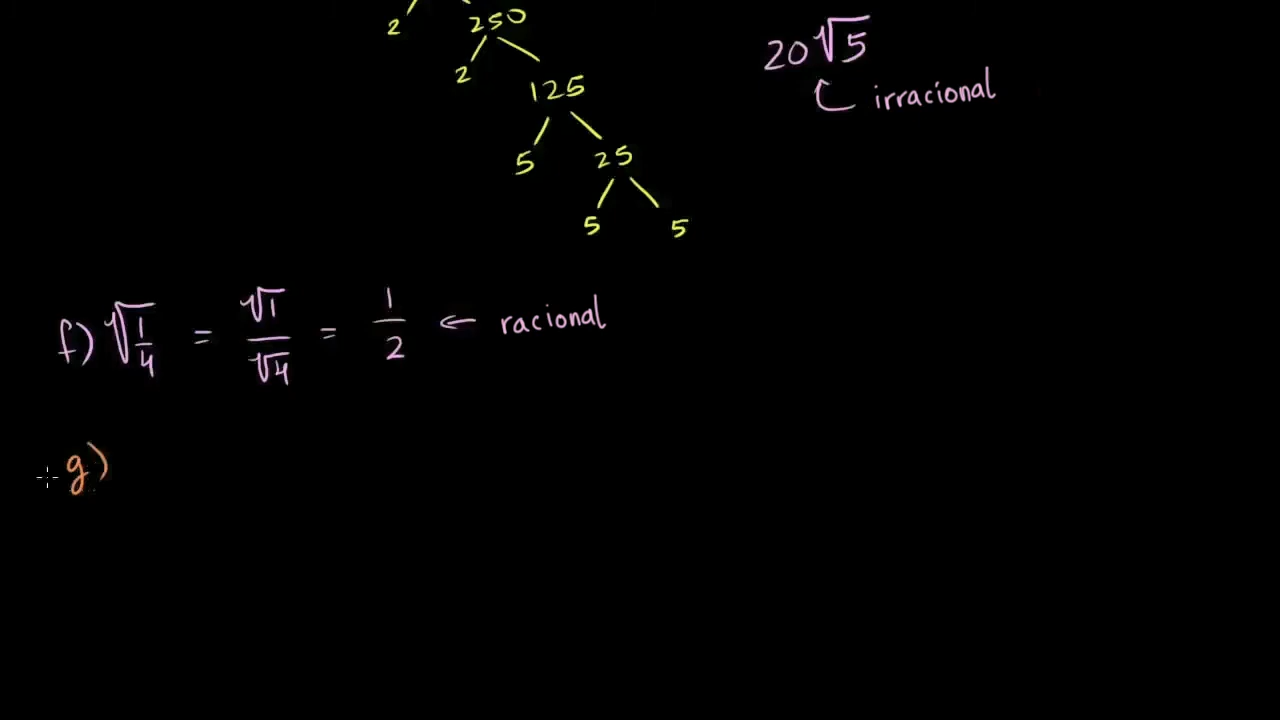 2 250
2 125
5 25
5 5
20√5
irracional
f) √(1/4) = √1/√4 = 1/2 ← racional
g)